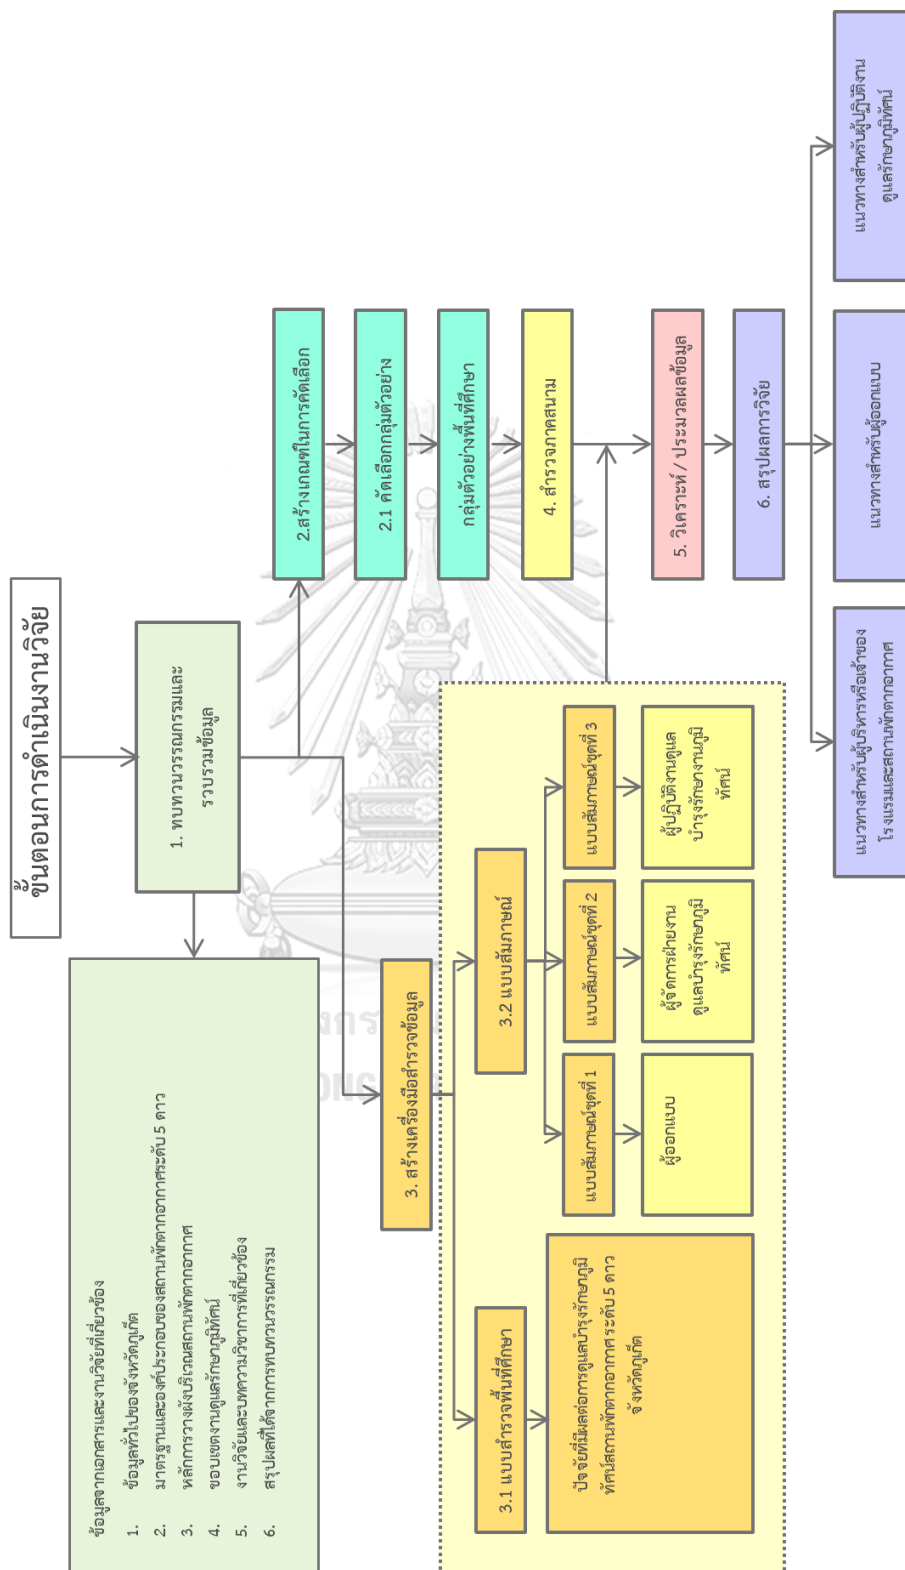 ขั้นตอนการดำเนินงานวิจัย
1. ทบทวนวรรณกรรมและ
รวบรวมข้อมูล
ข้อมูลจากเอกสารและงานวิจัยที่เกี่ยวข้อง
1. ข้อมูลทั่วไปของจังหวัดภูเก็ต
2. มาตรฐานและองค์ประกอบของสถานพักตากอากาศระดับ 5 ดาว
3. หลักการวางผังบริเวณสถานพักตากอากาศ
4. ขอบเขตงานดูแลรักษาภูมิทัศน์
5. งานวิจัยและบทความวิชาการที่เกี่ยวข้อง
6. สรุปผลที่ได้จากการทบทวนวรรณกรรม
2.สร้างเกณฑ์ในการคัดเลือก
2.1 คัดเลือกกลุ่มตัวอย่าง
กลุ่มตัวอย่างพื้นที่ศึกษา
4. สำรวจภาคสนาม
3. สร้างเครื่องมือสำรวจข้อมูล
3.1 แบบสำรวจพื้นที่ศึกษา
ปัจจัยที่มีผลต่อการดูแลบำรุงรักษาภูมิ
ทัศน์สถานพักตากอากาศ ระดับ 5 ดาว
จังหวัดภูเก็ต
3.2 แบบสัมภาษณ์
แบบสัมภาษณ์ชุดที่ 1
ผู้ออกแบบ
แบบสัมภาษณ์ชุดที่ 2
ผู้จัดการฝ่ายงาน
ดูแลบำรุงรักษาภูมิ
ทัศน์
แบบสัมภาษณ์ชุดที่ 3
ผู้ปฏิบัติงานดูแล
บำรุงรักษางานภูมิ
ทัศน์
5. วิเคราะห์ / ประมวลผลข้อมูล
6. สรุปผลการวิจัย
แนวทางสำหรับผู้บริหารหรือเจ้าของ
โรงแรมและสถานพักตากอากาศ
แนวทางสำหรับผู้ออกแบบ
แนวทางสำหรับผู้ปฏิบัติงาน
ดูแลรักษาภูมิทัศน์